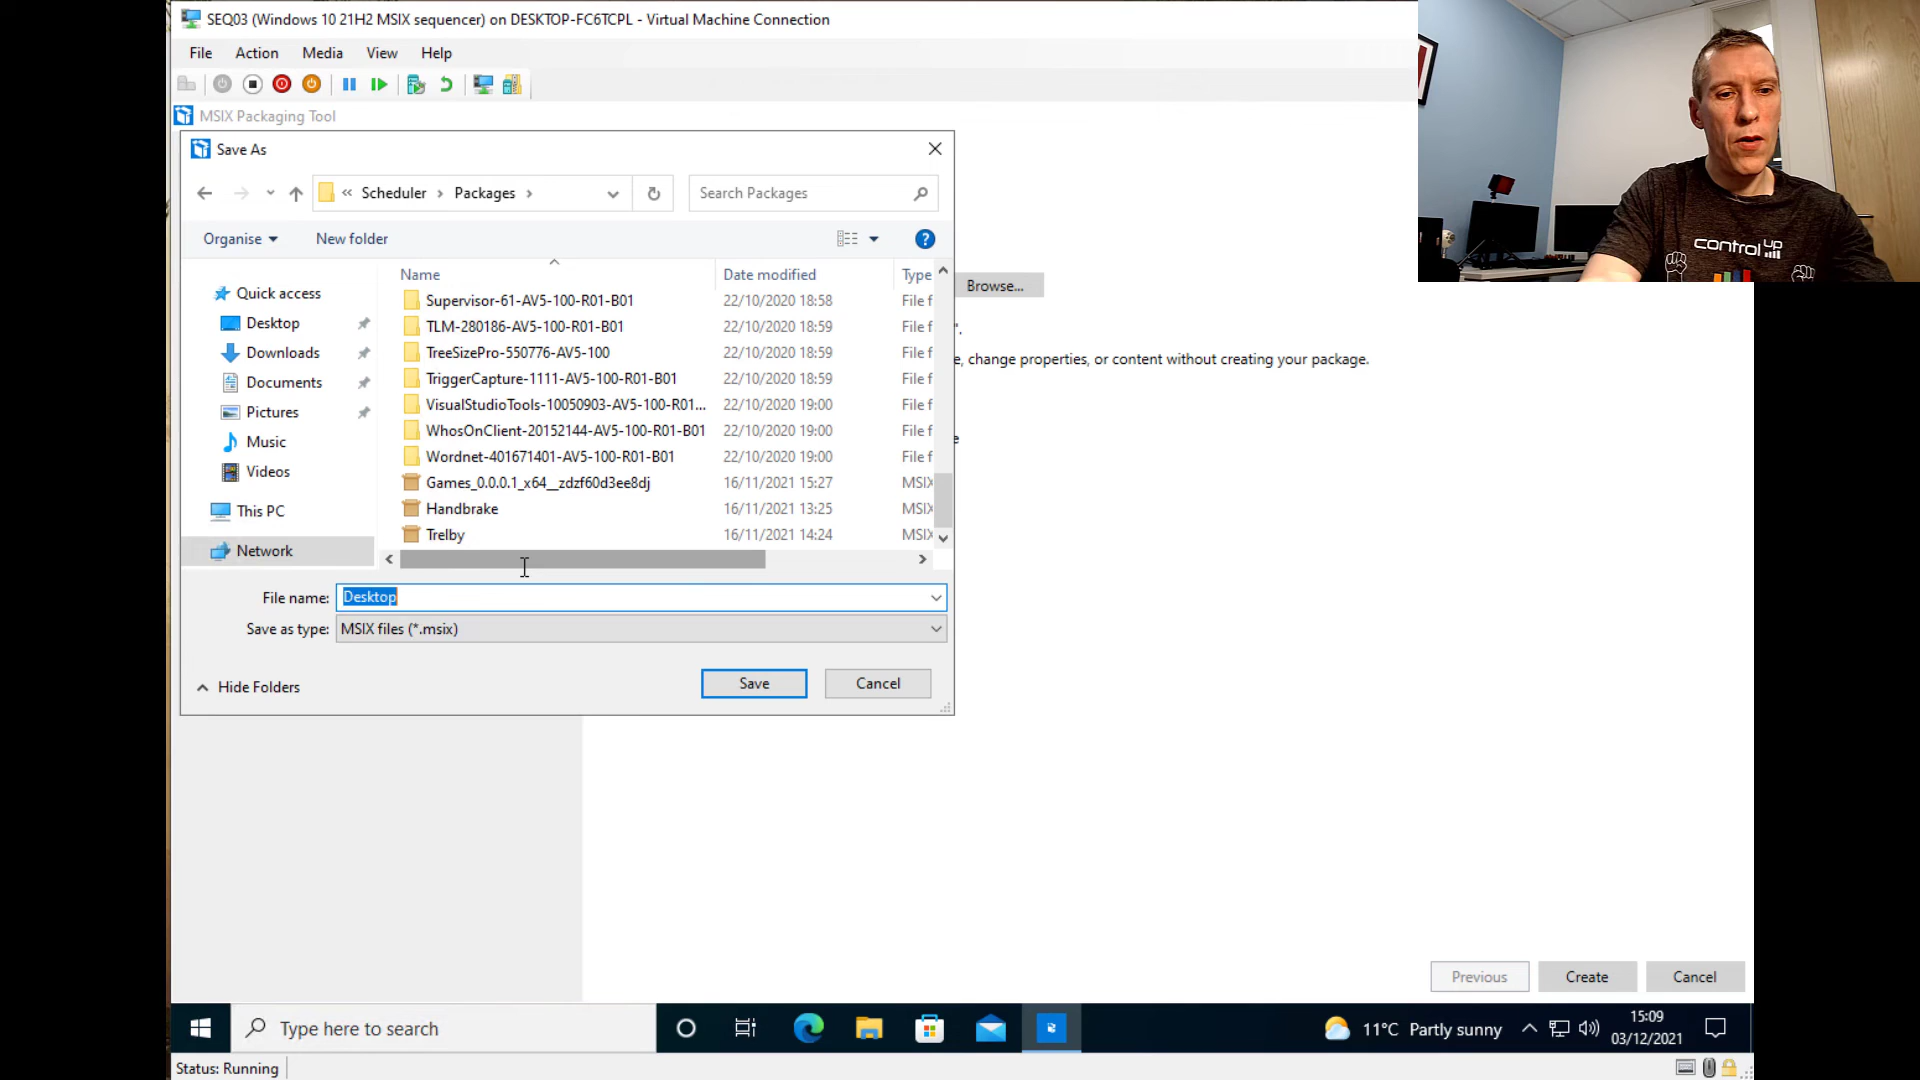 SEQ03 (Windows 10 21H2 MSIX sequencer) on DESKTOP-FC6TCPL - Virtual Machine Connection
File Action Media View Help
MSIX Packaging Tool
Save As
« Scheduler › Packages ›
Search Packages
Organise
New folder
?
Name Date modified Type
Quick access
Desktop
Downloads
Documents
Pictures
Music
Videos
This PC
Network
Supervisor-61-AV5-100-R01-B01 22/10/2020 18:58 File f
TLM-280186-AV5-100-R01-B01 22/10/2020 18:59 File f
TreeSizePro-550776-AV5-100 22/10/2020 18:59 File f
TriggerCapture-1111-AV5-100-R01-B01 22/10/2020 18:59 File f
VisualStudioTools-10050903-AV5-100-R01... 22/10/2020 19:00 File f
WhosOnClient-20152144-AV5-100-R01-B01 22/10/2020 19:00 File f
Wordnet-401671401-AV5-100-R01-B01 22/10/2020 19:00 File f
Games_0.0.0.1_x64__zdzf60d3ee8dj 16/11/2021 15:27 MSIX
Handbrake 16/11/2021 13:25 MSIX
Trelby 16/11/2021 14:24 MSIX
File name: Desktop
Save as type: MSIX files (*.msix)
Hide Folders
Save
Cancel
Browse...
".
e, change properties, or content without creating your package.
e
control up
Previous
Create
Cancel
Type here to search
11°C Partly sunny
15:09
03/12/2021
Status: Running